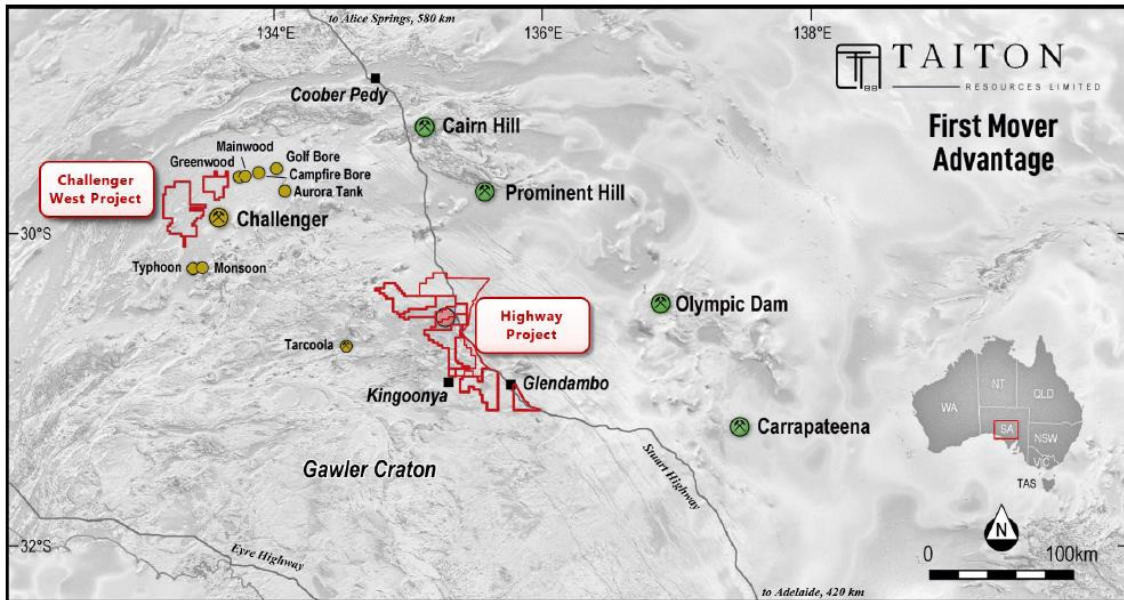 to Alice Springs, 580 km
134°E
136°E
138°E
TAITON
RESOURCES LIMITED
First Mover
Advantage
Coober Pedy
Cairn Hill
Mainwood
Greenwood
Golf Bore
Campfire Bore
Aurora Tank
Challenger
West Project
Prominent Hill
Challenger
30°S
Typhoon
Monsoon
Highway
Project
Olympic Dam
Tarcoola
Kingoonya
Glendambo
Carrapateena
Gawler Craton
Stuart Highway
WA
NT
QLD
SA
NSW
VIC
TAS
N
32°S
Eyre Highway
0
100km
to Adelaide, 420 km